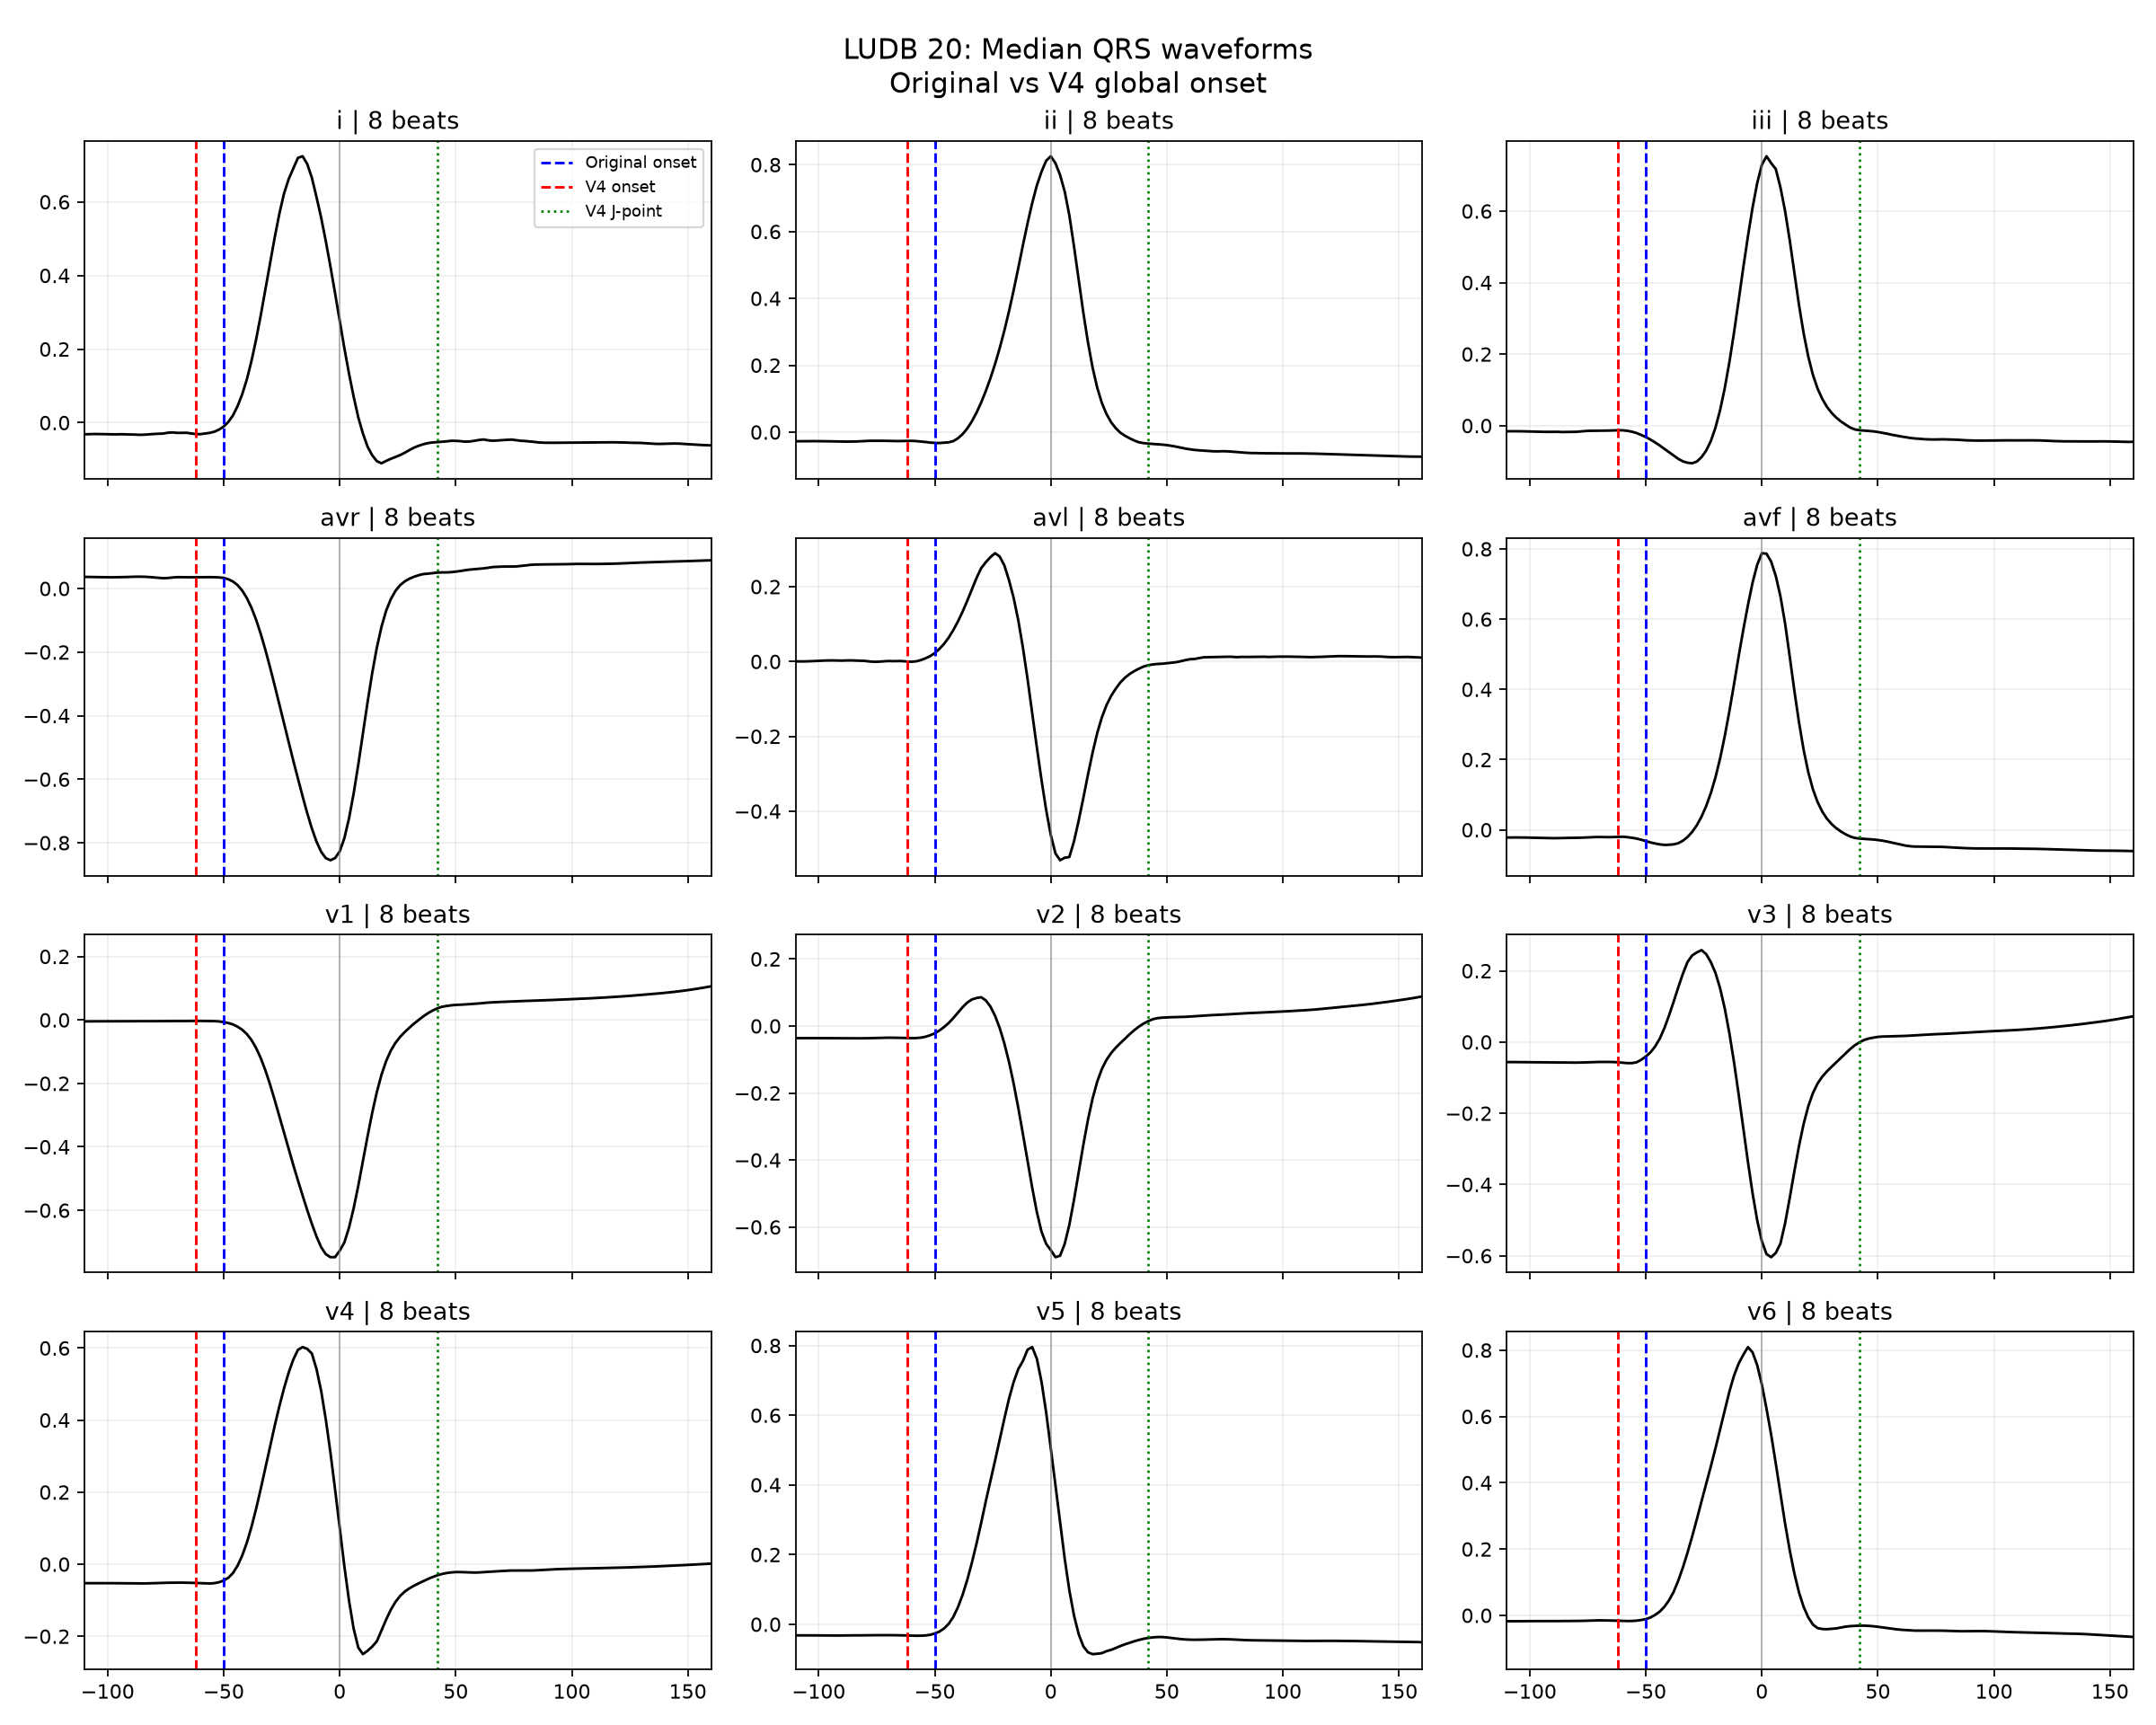 LUDB 20: Median QRS waveforms
Original vs V4 global onset
i | 8 beats
ii | 8 beats
iii | 8 beats
Original onset
V4 onset
V4 J-point
0.6
0.4
0.2
0.0
0.8
0.6
0.4
0.2
0.0
0.6
0.4
0.2
0.0
avr | 8 beats
avl | 8 beats
avf | 8 beats
0.0
−0.2
−0.4
−0.6
−0.8
0.2
0.0
−0.2
−0.4
0.8
0.6
0.4
0.2
0.0
v1 | 8 beats
v2 | 8 beats
v3 | 8 beats
0.2
0.0
−0.2
−0.4
−0.6
0.2
0.0
−0.2
−0.4
−0.6
0.2
0.0
−0.2
−0.4
−0.6
v4 | 8 beats
v5 | 8 beats
v6 | 8 beats
0.6
0.4
0.2
0.0
−0.2
0.8
0.6
0.4
0.2
0.0
0.8
0.6
0.4
0.2
0.0
−100 −50 0 50 100 150
−100 −50 0 50 100 150
−100 −50 0 50 100 150